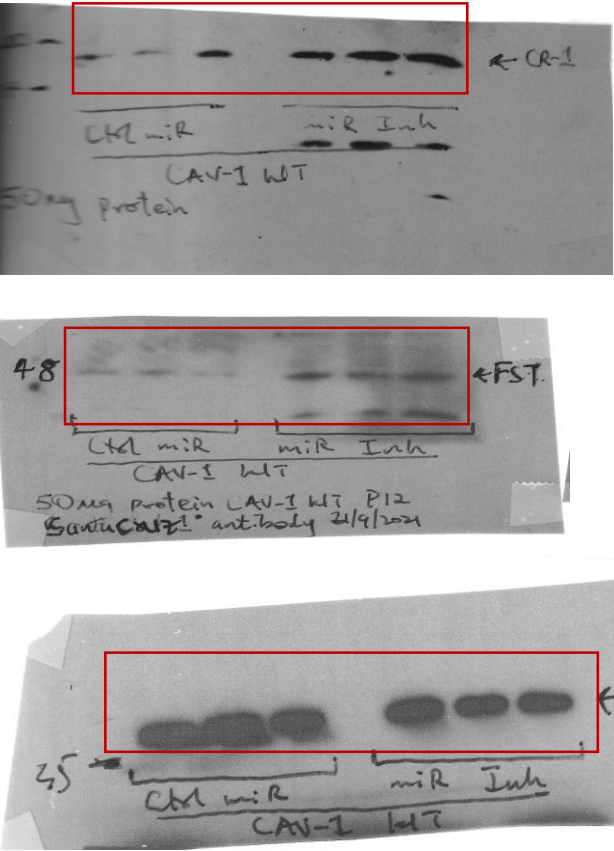 ← CR-1
Ctrl miR miR Inh
CAV-1 WT
50ug protein
48 ← FST.
Ctrl miR miR Inh
CAV-1 WT
50ug protein CAV-1 WT P12
antibody 21/9/2021
Ctrl miR miR Inh
CAV-1 WT